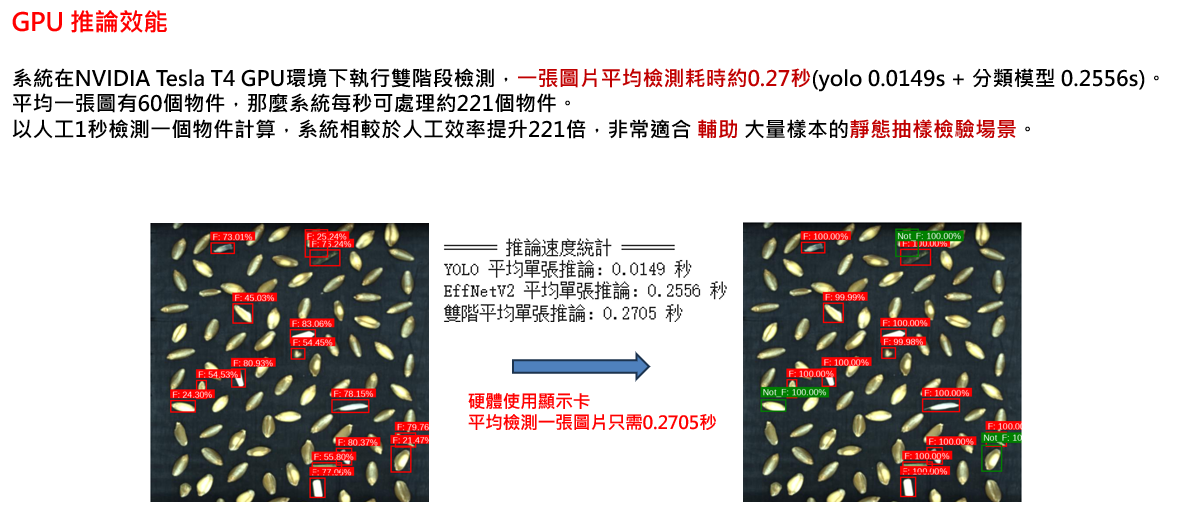 GPU 推論效能
系統在NVIDIA Tesla T4 GPU環境下執行雙階段檢測，一張圖片平均檢測耗時約0.27秒(yolo 0.0149s + 分類模型 0.2556s)。
平均一張圖有60個物件，那麼系統每秒可處理約221個物件。
以人工1秒檢測一個物件計算，系統相較於人工效率提升221倍，非常適合 輔助 大量樣本的靜態抽樣檢驗場景。
F: 73.01%
F: 25.24%
F: 75.24%
F: 45.03%
F: 83.06%
F: 54.45%
F: 80.93%
F: 54.53%
F: 24.30%
F: 78.15%
F: 79.76
F: 80.37%
F: 21.47%
F: 55.80%
F: 77.06%
推論速度統計
YOLO 平均單張推論: 0.0149 秒
EffNetV2 平均單張推論: 0.2556 秒
雙階平均單張推論: 0.2705 秒
硬體使用顯示卡
平均檢測一張圖片只需0.2705秒
F: 100.00%
Not_F: 100.00%
F: 100.00%
F: 99.99%
F: 100.00%
F: 99.98%
F: 100.00%
F: 100.00%
Not_F: 100.00%
F: 100.00%
F: 100.0
F: 100.00%
Not_F: 10
F: 100.00%
F: 100.00%